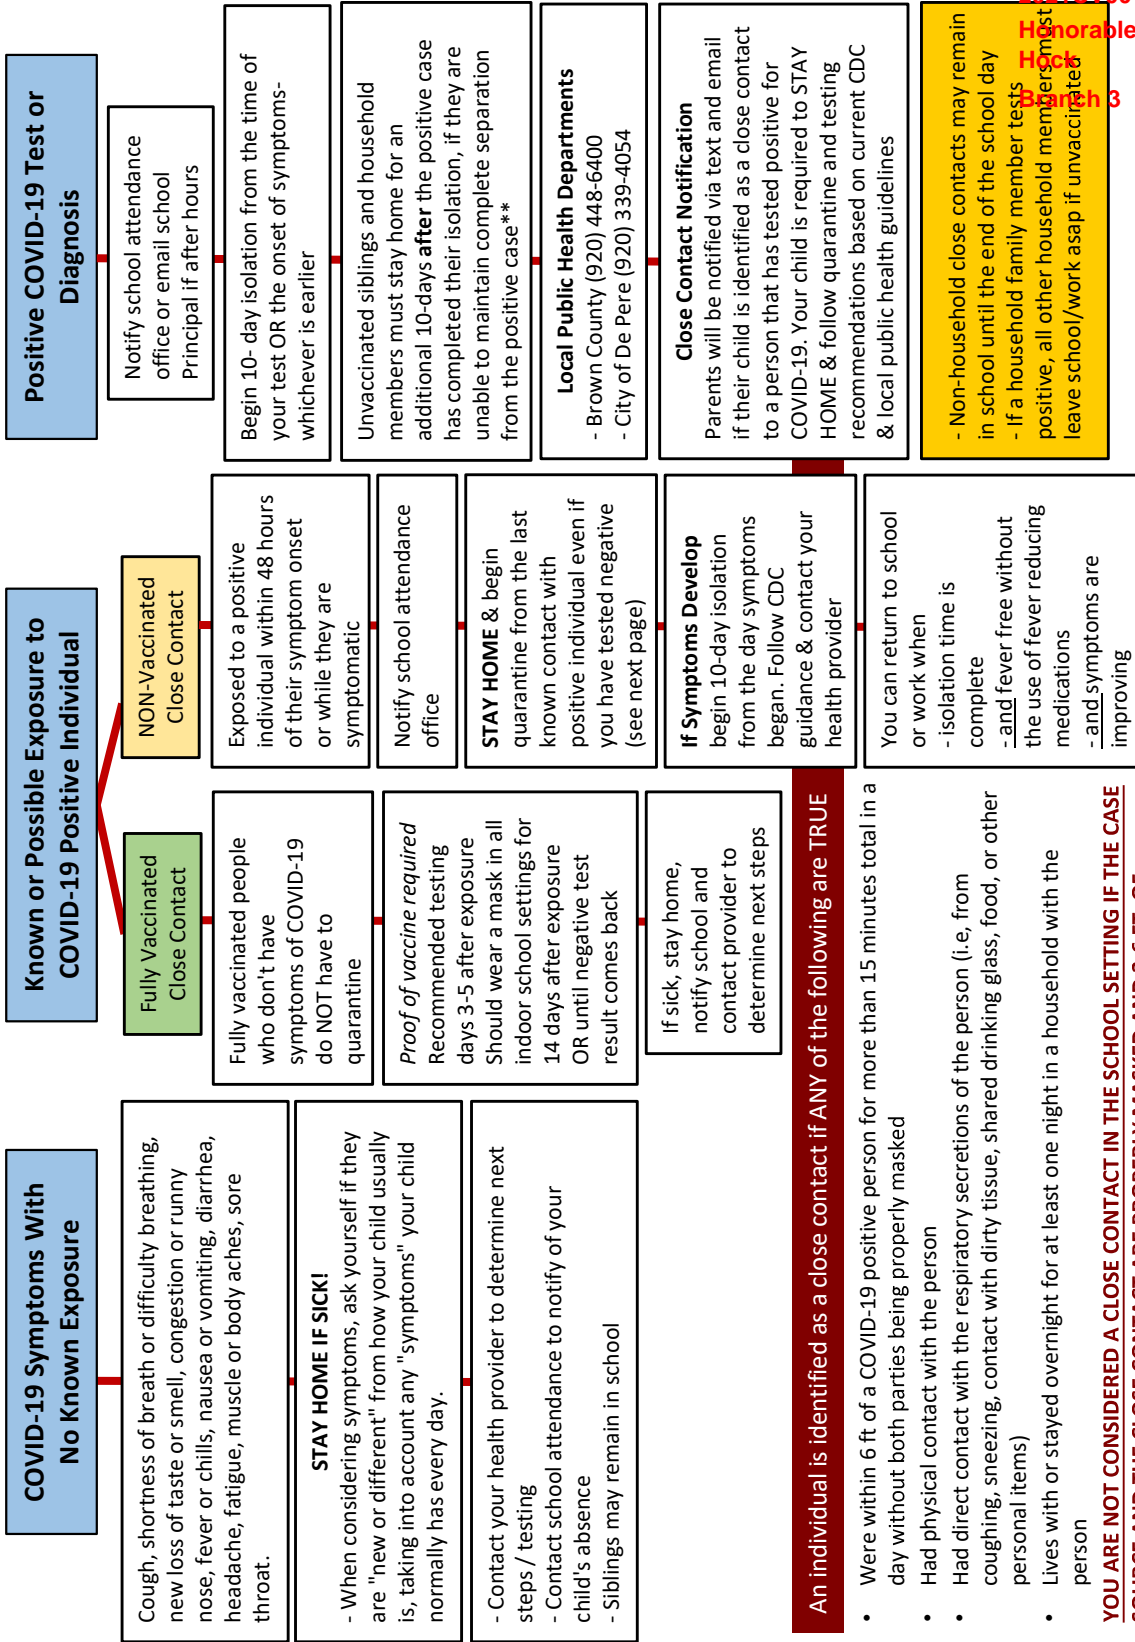 COVID-19 Symptoms With
No Known Exposure
Cough, shortness of breath or difficulty breathing,
new loss of taste or smell, congestion or runny
nose, fever or chills, nausea or vomiting, diarrhea,
headache, fatigue, muscle or body aches, sore
throat.
STAY HOME IF SICK!
- When considering symptoms, ask yourself if they
are "new or different" from how your child usually
is, taking into account any "symptoms" your child
normally has every day.
- Contact your health provider to determine next
steps / testing
- Contact school attendance to notify of your
child's absence
- Siblings may remain in school
Known or Possible Exposure to
COVID-19 Positive Individual
Fully Vaccinated
Close Contact
Fully vaccinated people
who don't have
symptoms of COVID-19
do NOT have to
quarantine
Proof of vaccine required
Recommended testing
days 3-5 after exposure
Should wear a mask in all
indoor school settings for
14 days after exposure
OR until negative test
result comes back
If sick, stay home,
notify school and
contact provider to
determine next steps
NON-Vaccinated
Close Contact
Exposed to a positive
individual within 48 hours
of their symptom onset
or while they are
symptomatic
Notify school attendance
office
STAY HOME & begin
quarantine from the last
known contact with
positive individual even if
you have tested negative
(see next page)
If Symptoms Develop
begin 10-day isolation
from the day symptoms
began. Follow CDC
guidance & contact your
health provider
You can return to school
or work when
- isolation time is
complete
- and fever free without
the use of fever reducing
medications
- and symptoms are
improving
Positive COVID-19 Test or
Diagnosis
Notify school attendance
office or email school
Principal if after hours
Begin 10- day isolation from the time of
your test OR the onset of symptoms-
whichever is earlier
Unvaccinated siblings and household
members must stay home for an
additional 10-days after the positive case
has completed their isolation, if they are
unable to maintain complete separation
from the positive case**
Local Public Health Departments
- Brown County (920) 448-6400
- City of De Pere (920) 339-4054
Close Contact Notification
Parents will be notified via text and email
if their child is identified as a close contact
to a person that has tested positive for
COVID-19. Your child is required to STAY
HOME & follow quarantine and testing
recommendations based on current CDC
& local public health guidelines
- Non-household close contacts may remain
in school until the end of the school day
- If a household family member tests
positive, all other household members must
leave school/work asap if unvaccinated
An individual is identified as a close contact if ANY of the following are TRUE
• Were within 6 ft of a COVID-19 positive person for more than 15 minutes total in a
day without both parties being properly masked
• Had physical contact with the person
• Had direct contact with the respiratory secretions of the person (i.e, from
coughing, sneezing, contact with dirty tissue, shared drinking glass, food, or other
personal items)
• Lives with or stayed overnight for at least one night in a household with the
person
YOU ARE NOT CONSIDERED A CLOSE CONTACT IN THE SCHOOL SETTING IF THE CASE
SOURCE AND THE CLOSE CONTACT ARE PROPERLY MASKED AND
Honorable
Hock
Branch 3